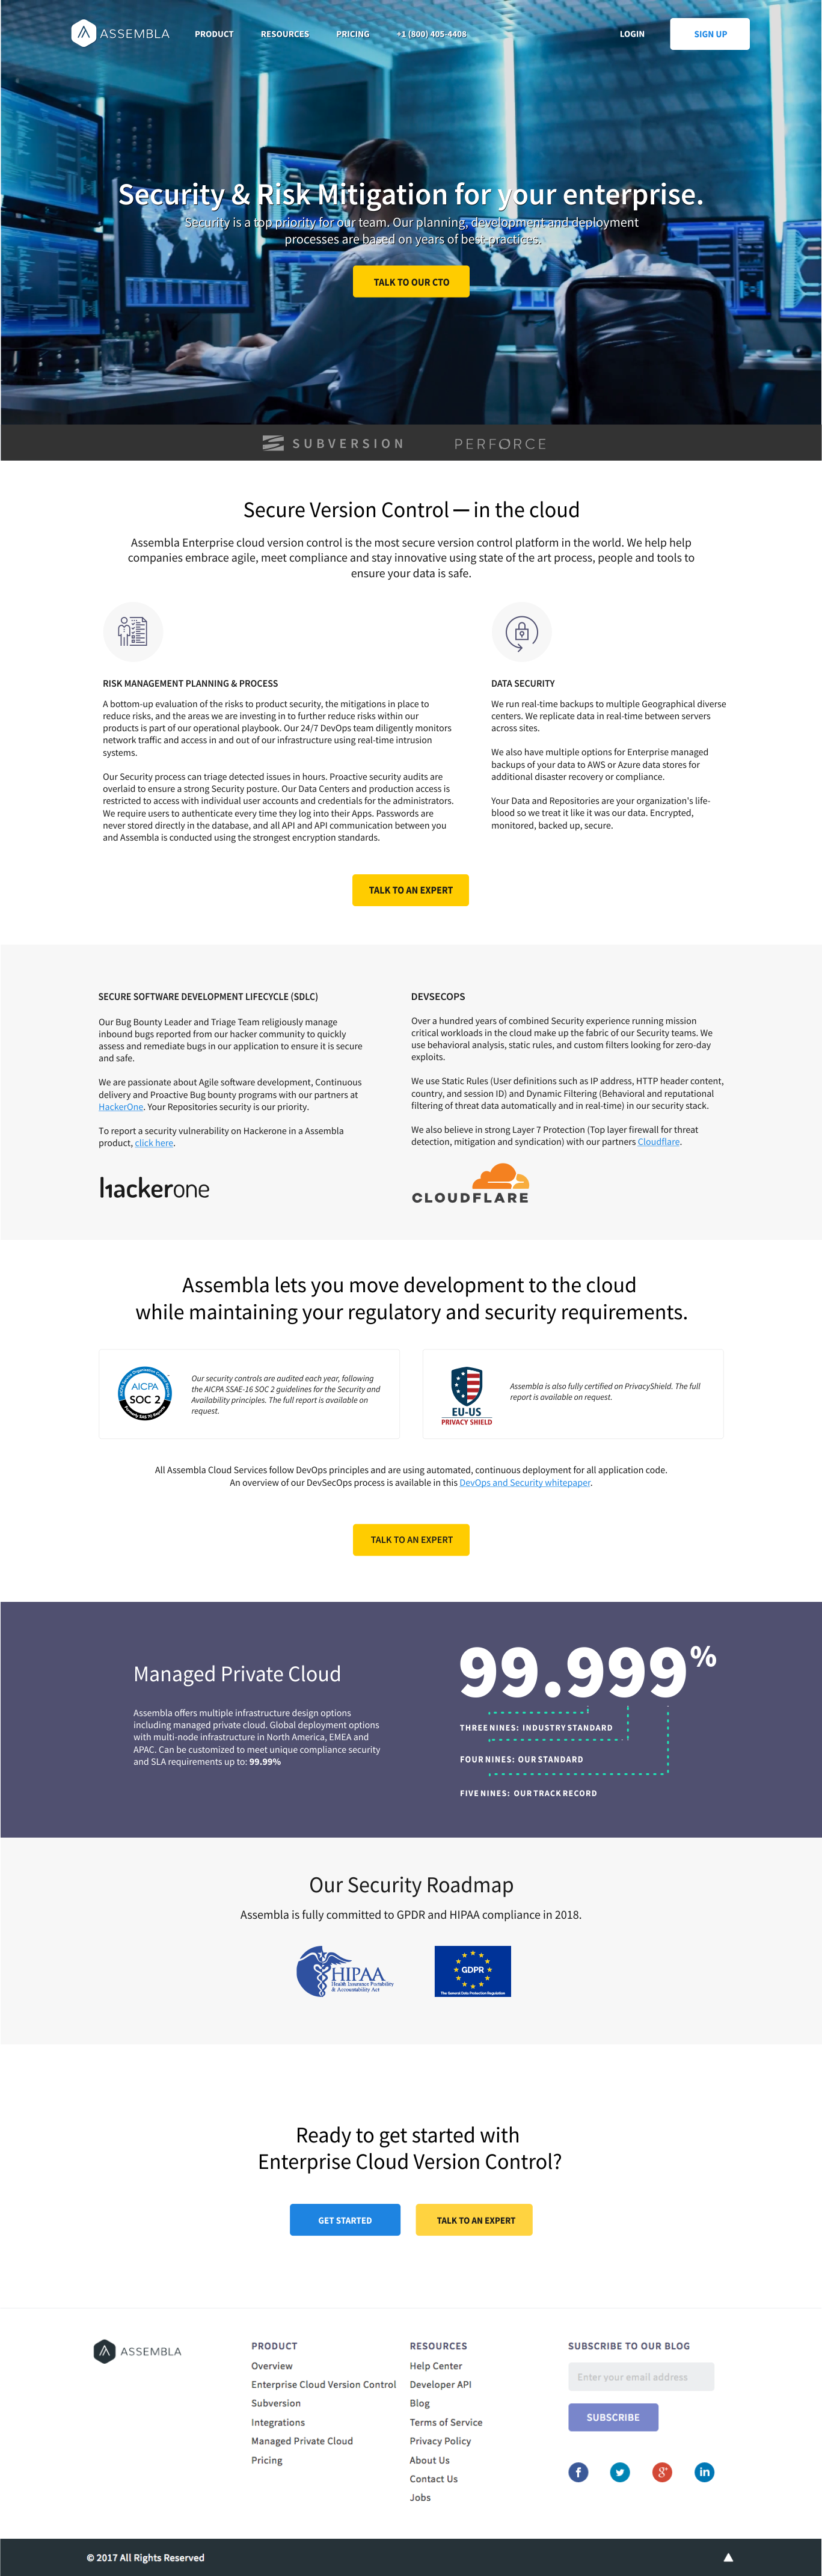 ASSEMBLA
PRODUCT
RESOURCES
PRICING
+1 (800) 405-4408
LOGIN
SIGN UP
Security & Risk Mitigation for your enterprise.
Security is a top priority for our team. Our planning, development and deployment
processes are based on years of best-practices.
TALK TO OUR CTO
SUBVERSION
PERFORCE
Secure Version Control — in the cloud
Assembla Enterprise cloud version control is the most secure version control platform in the world. We help help
companies embrace agile, meet compliance and stay innovative using state of the art process, people and tools to
ensure your data is safe.
RISK MANAGEMENT PLANNING & PROCESS
A bottom-up evaluation of the risks to product security, the mitigations in place to
reduce risks, and the areas we are investing in to further reduce risks within our
products is part of our operational playbook. Our 24/7 DevOps team diligently monitors
network traffic and access in and out of our infrastructure using real-time intrusion
systems.
Our Security process can triage detected issues in hours. Proactive security audits are
overlaid to ensure a strong Security posture. Our Data Centers and production access is
restricted to access with individual user accounts and credentials for the administrators.
We require users to authenticate every time they log into their Apps. Passwords are
never stored directly in the database, and all API and API communication between you
and Assembla is conducted using the strongest encryption standards.
DATA SECURITY
We run real-time backups to multiple Geographical diverse
centers. We replicate data in real-time between servers
across sites.
We also have multiple options for Enterprise managed
backups of your data to AWS or Azure data stores for
additional disaster recovery or compliance.
Your Data and Repositories are your organization's life-
blood so we treat it like it was our data. Encrypted,
monitored, backed up, secure.
TALK TO AN EXPERT
SECURE SOFTWARE DEVELOPMENT LIFECYCLE (SDLC)
Our Bug Bounty Leader and Triage Team religiously manage
inbound bugs reported from our hacker community to quickly
assess and remediate bugs in our application to ensure it is secure
and safe.
We are passionate about Agile software development, Continuous
delivery and Proactive Bug bounty programs with our partners at
HackerOne. Your Repositories security is our priority.
To report a security vulnerability on Hackerone in a Assembla
product, click here.
hackerone
DEVSECOPS
Over a hundred years of combined Security experience running mission
critical workloads in the cloud make up the fabric of our Security teams. We
use behavioral analysis, static rules, and custom filters looking for zero-day
exploits.
We use Static Rules (User definitions such as IP address, HTTP header content,
country, and session ID) and Dynamic Filtering (Behavioral and reputational
filtering of threat data automatically and in real-time) in our security stack.
We also believe in strong Layer 7 Protection (Top layer firewall for threat
detection, mitigation and syndication) with our partners Cloudflare.
CLOUDFLARE
Assembla lets you move development to the cloud
while maintaining your regulatory and security requirements.
AICPA
SOC 2
Our security controls are audited each year, following
the AICPA SSAE-16 SOC 2 guidelines for the Security and
Availability principles. The full report is available on
request.
EU-US
PRIVACY SHIELD
Assembla is also fully certified on PrivacyShield. The full
report is available on request.
All Assembla Cloud Services follow DevOps principles and are using automated, continuous deployment for all application code.
An overview of our DevSecOps process is available in this DevOps and Security whitepaper.
TALK TO AN EXPERT
Managed Private Cloud
Assembla offers multiple infrastructure design options
including managed private cloud. Global deployment options
with multi-node infrastructure in North America, EMEA and
APAC. Can be customized to meet unique compliance security
and SLA requirements up to: 99.99%
99.999%
THREE NINES: INDUSTRY STANDARD
FOUR NINES: OUR STANDARD
FIVE NINES: OUR TRACK RECORD
Our Security Roadmap
Assembla is fully committed to GPDR and HIPAA compliance in 2018.
HIPAA
Health Insurance Portability
& Accountability Act
GDPR
The General Data Protection Regulation
Ready to get started with
Enterprise Cloud Version Control?
GET STARTED
TALK TO AN EXPERT
ASSEMBLA
PRODUCT
Overview
Enterprise Cloud Version Control
Subversion
Integrations
Managed Private Cloud
Pricing
RESOURCES
Help Center
Developer API
Blog
Terms of Service
Privacy Policy
About Us
Contact Us
Jobs
SUBSCRIBE TO OUR BLOG
Enter your email address
SUBSCRIBE
© 2017 All Rights Reserved